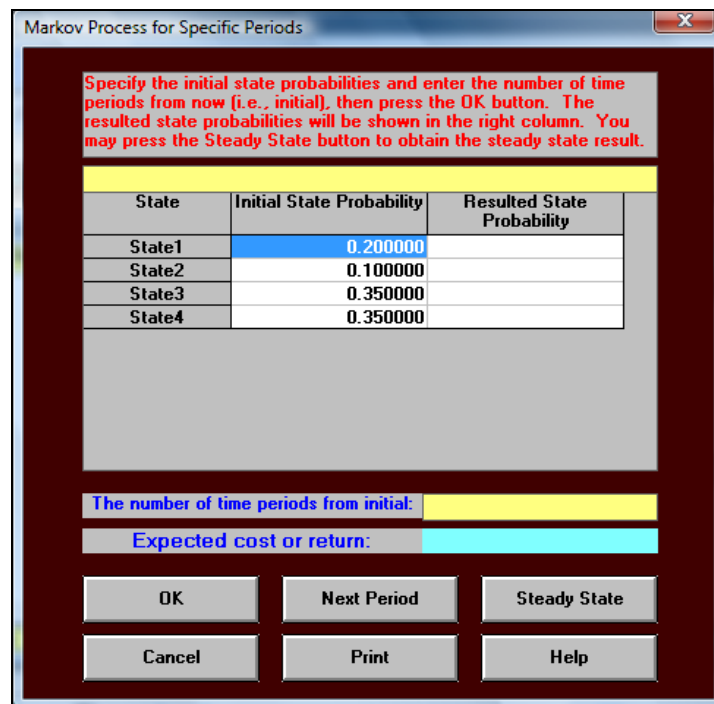 Markov Process for Specific Periods
Specify the initial state probabilities and enter the number of time
periods from now (i.e., initial), then press the OK button. The
resulted state probabilities will be shown in the right column. You
may press the Steady State button to obtain the steady state result.
State Initial State Probability Resulted State
Probability
State1 0.200000
State2 0.100000
State3 0.350000
State4 0.350000
The number of time periods from initial:
Expected cost or return:
OK Next Period Steady State
Cancel Print Help